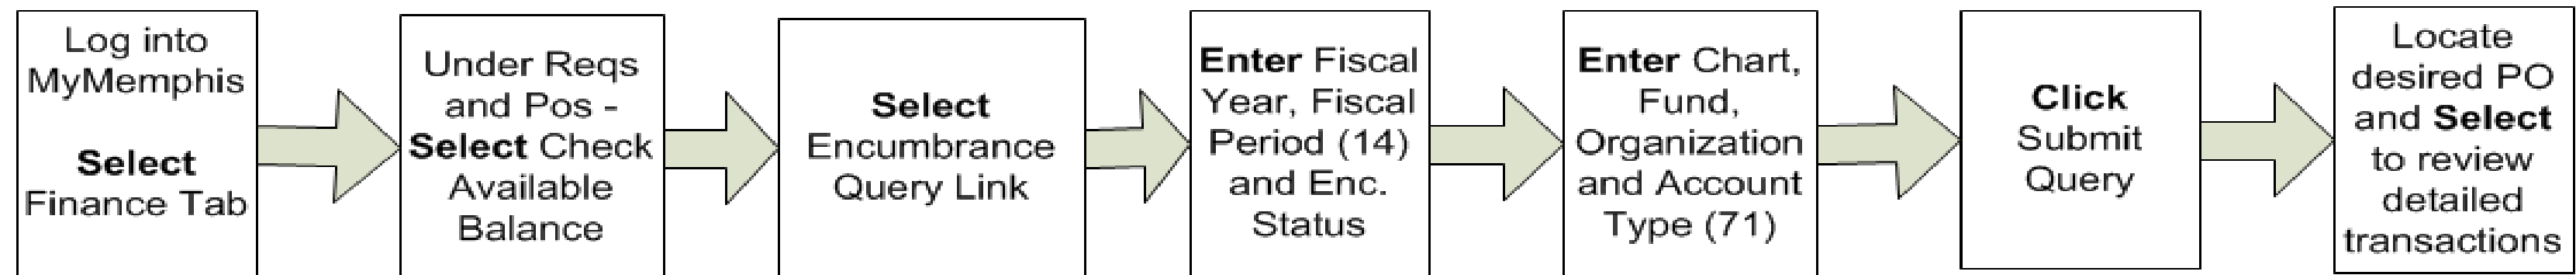 Log into
MyMemphis
Select
Finance Tab
Under Reqs
and Pos -
Select Check
Available
Balance
Select
Encumbrance
Query Link
Enter Fiscal
Year, Fiscal
Period (14)
and Enc.
Status
Enter Chart,
Fund,
Organization
and Account
Type (71)
Click
Submit
Query
Locate
desired PO
and Select
to review
detailed
transactions